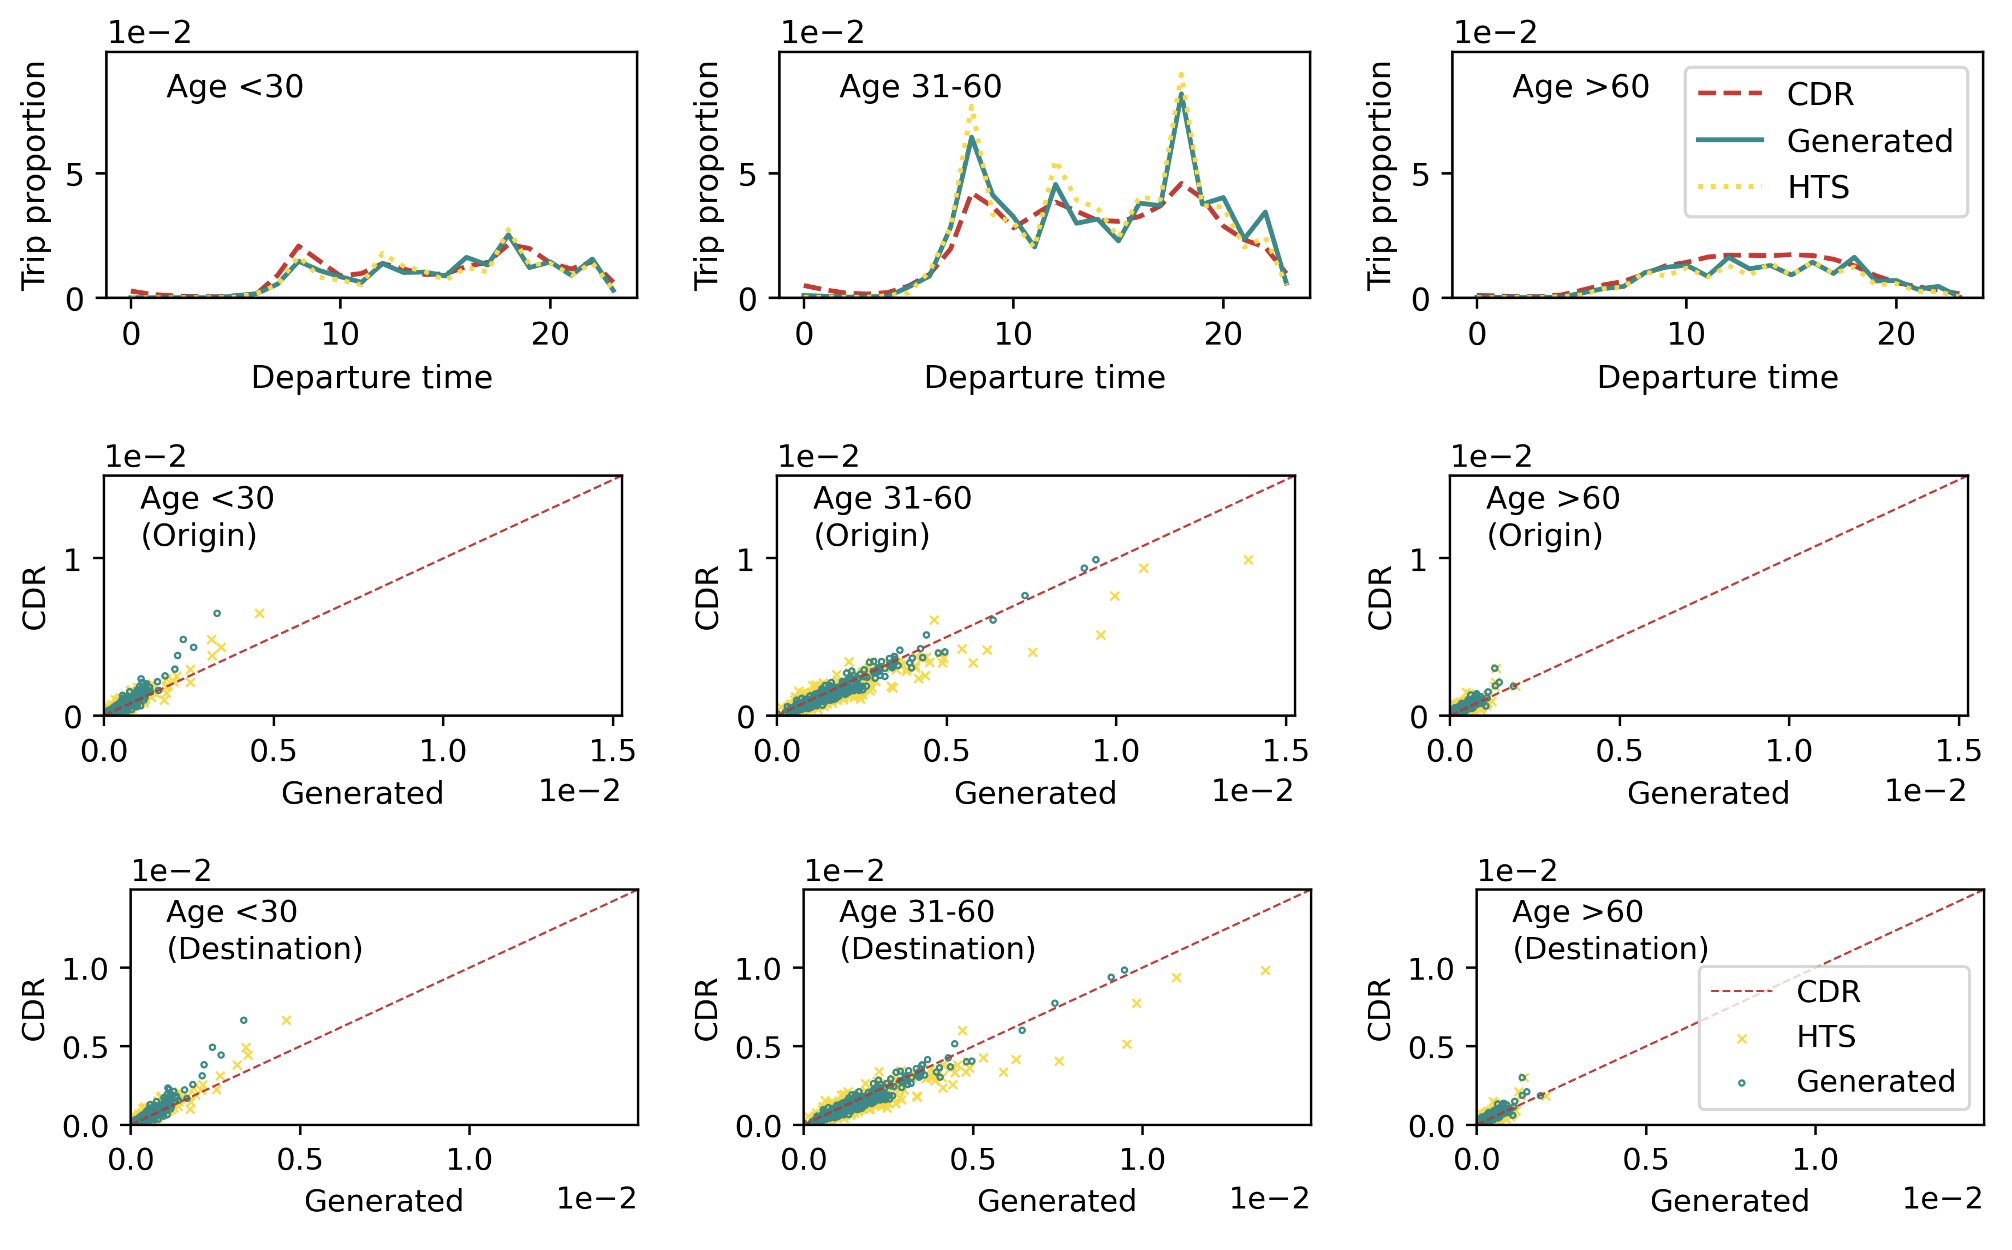 1e−2 1e−2 1e−2
Age <30 Age 31-60 Age >60
CDR
Generated
HTS
Trip proportion Trip proportion Trip proportion
5 5 5
0 0 0
0 10 20 0 10 20 0 10 20
Departure time Departure time Departure time
1e−2 1e−2 1e−2
Age <30 Age 31-60 Age >60
(Origin) (Origin) (Origin)
CDR CDR CDR
1 1 1
0 0 0
0.0 0.5 1.0 1.5 0.0 0.5 1.0 1.5 0.0 0.5 1.0 1.5
Generated 1e−2 Generated 1e−2 Generated 1e−2
1e−2 1e−2 1e−2
Age <30 Age 31-60 Age >60
(Destination) (Destination) (Destination)
CDR CDR CDR
1.0 1.0 1.0
0.5 0.5 0.5
0.0 0.0 0.0
CDR
HTS
Generated
0.0 0.5 1.0 0.0 0.5 1.0 0.0 0.5 1.0
Generated 1e−2 Generated 1e−2 Generated 1e−2